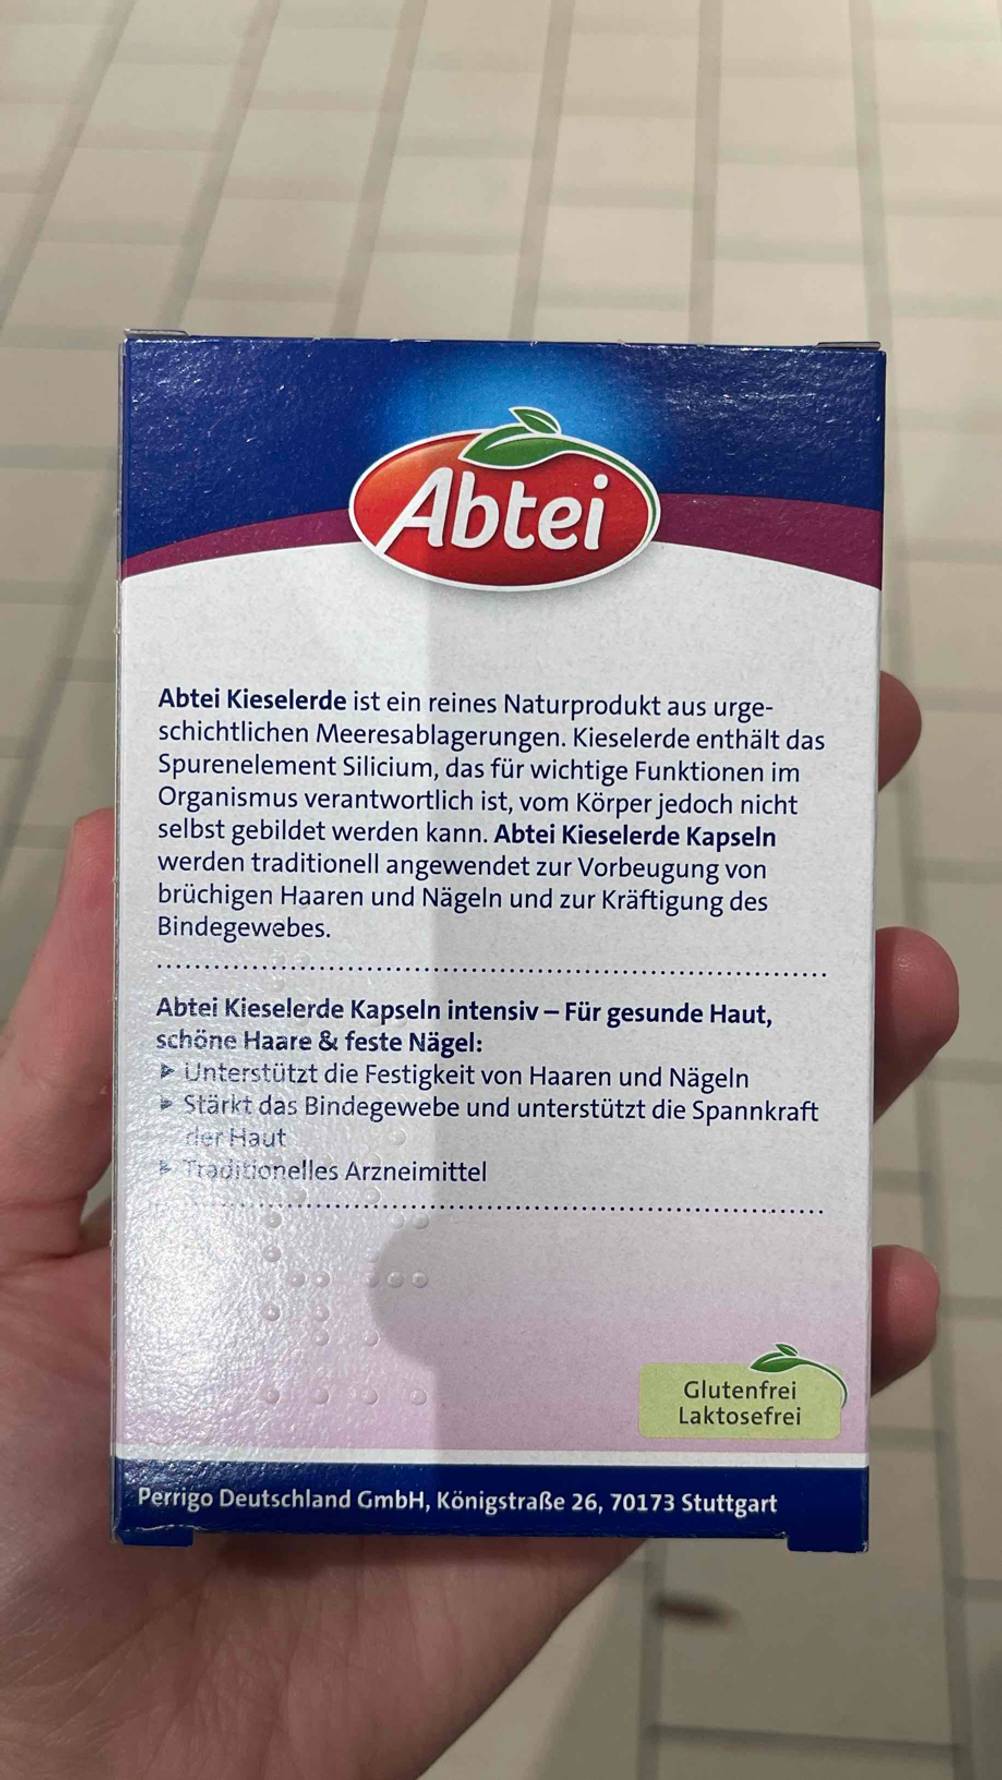 Abtei
Abtei Kieselerde ist ein reines Naturprodukt aus urge-
schichtlichen Meeresablagerungen. Kieselerde enthält das
Spurenelement Silicium, das für wichtige Funktionen im
Organismus verantwortlich ist, vom Körper jedoch nicht
selbst gebildet werden kann. Abtei Kieselerde Kapseln
werden traditionell angewendet zur Vorbeugung von
brüchigen Haaren und Nägeln und zur Kräftigung des
Bindegewebes.
Abtei Kieselerde Kapseln intensiv – Für gesunde Haut,
schöne Haare & feste Nägel:
Unterstützt die Festigkeit von Haaren und Nägeln
Stärkt das Bindegewebe und unterstützt die Spannkraft
der Haut
Traditionelles Arzneimittel
Glutenfrei
Laktosefrei
Perrigo Deutschland GmbH, Königstraße 26, 70173 Stuttgart